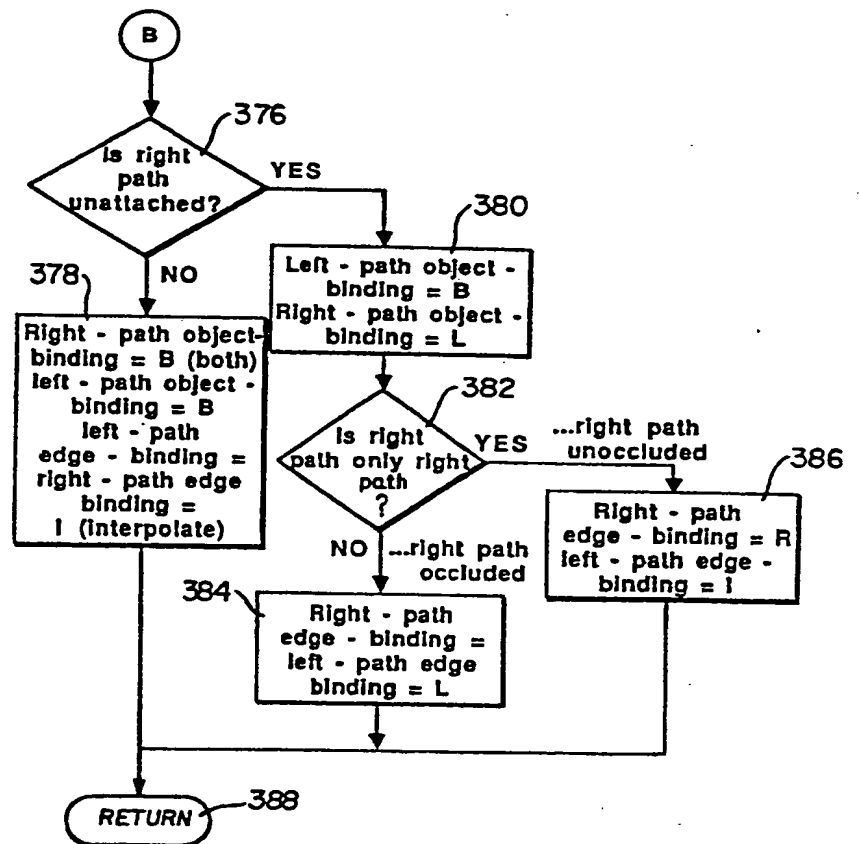 B
376
Is right
path
unattached?
YES
NO
380
Left - path object -
binding = B
Right - path object -
binding = L
378
Right - path object-
binding = B (both)
left - path object -
binding = B
left - path
edge - binding =
right - path edge
binding =
I (interpolate)
382
Is right
path only right
path
?
YES
...right path
unoccluded
386
Right - path
edge - binding = R
left - path edge -
binding = I
NO
...right path
occluded
384
Right - path
edge - binding =
left - path edge
binding = L
RETURN
388